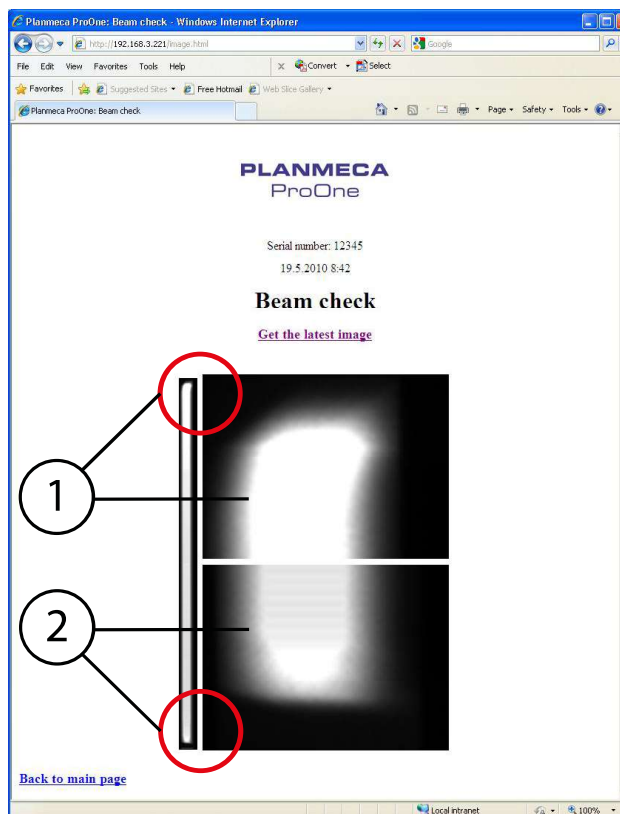 Planmeca ProOne: Beam check - Windows Internet Explorer
http://192.168.3.221/image.html
Google
File Edit View Favorites Tools Help x Convert Select
Favorites Suggested Sites Free Hotmail Web Slice Gallery
Planmeca ProOne: Beam check Page Safety Tools
PLANMECA
ProOne
Serial number: 12345
19.5.2010 8:42
Beam check
Get the latest image
1
2
Back to main page
Local intranet 100%